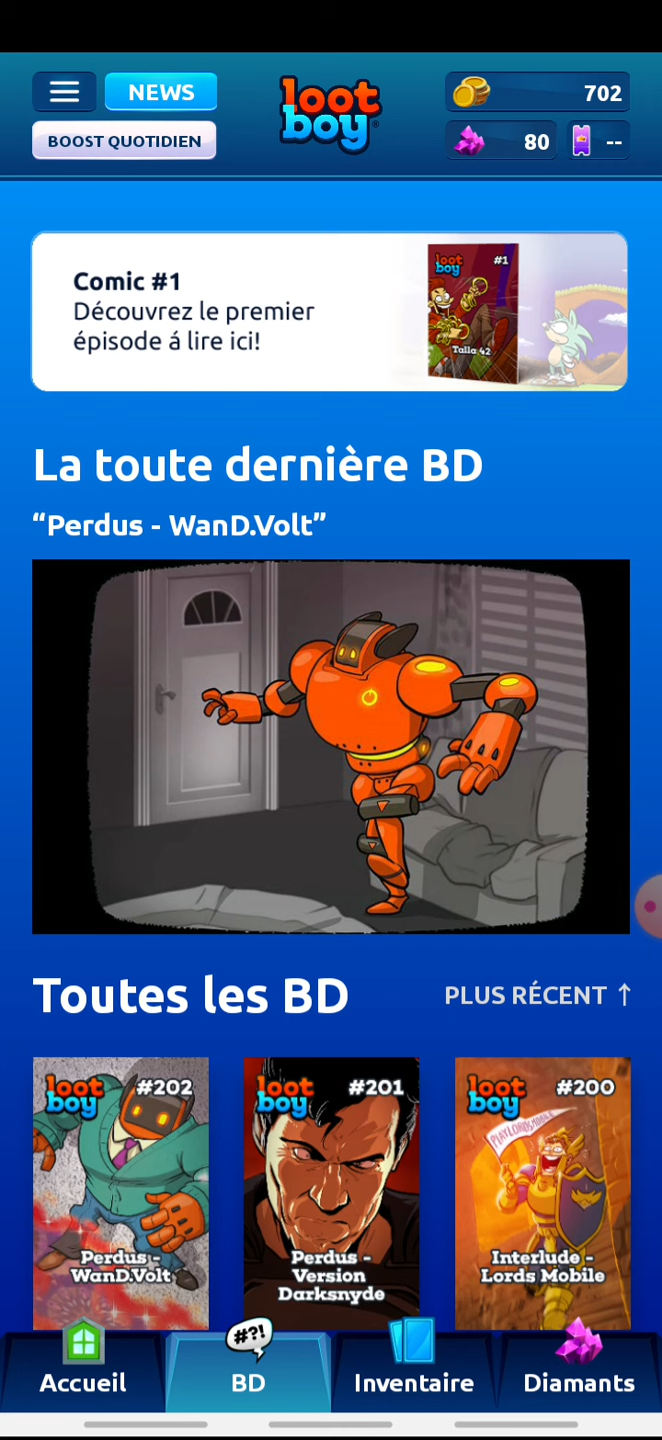 NEWS
loot
boy
702
BOOST QUOTIDIEN
80
--
Comic #1
Découvrez le premier
épisode á lire ici!
loot
boy
#1
Talla 42
La toute dernière BD
“Perdus - WanD.Volt”
Toutes les BD
PLUS RÉCENT ↑
loot
boy
#202
Perdus -
WanD.Volt
loot
boy
#201
Perdus -
Version
Darksnyde
loot
boy
#200
PLAYLORDSMOBILE
Interlude -
Lords Mobile
#?!
Accueil
BD
Inventaire
Diamants